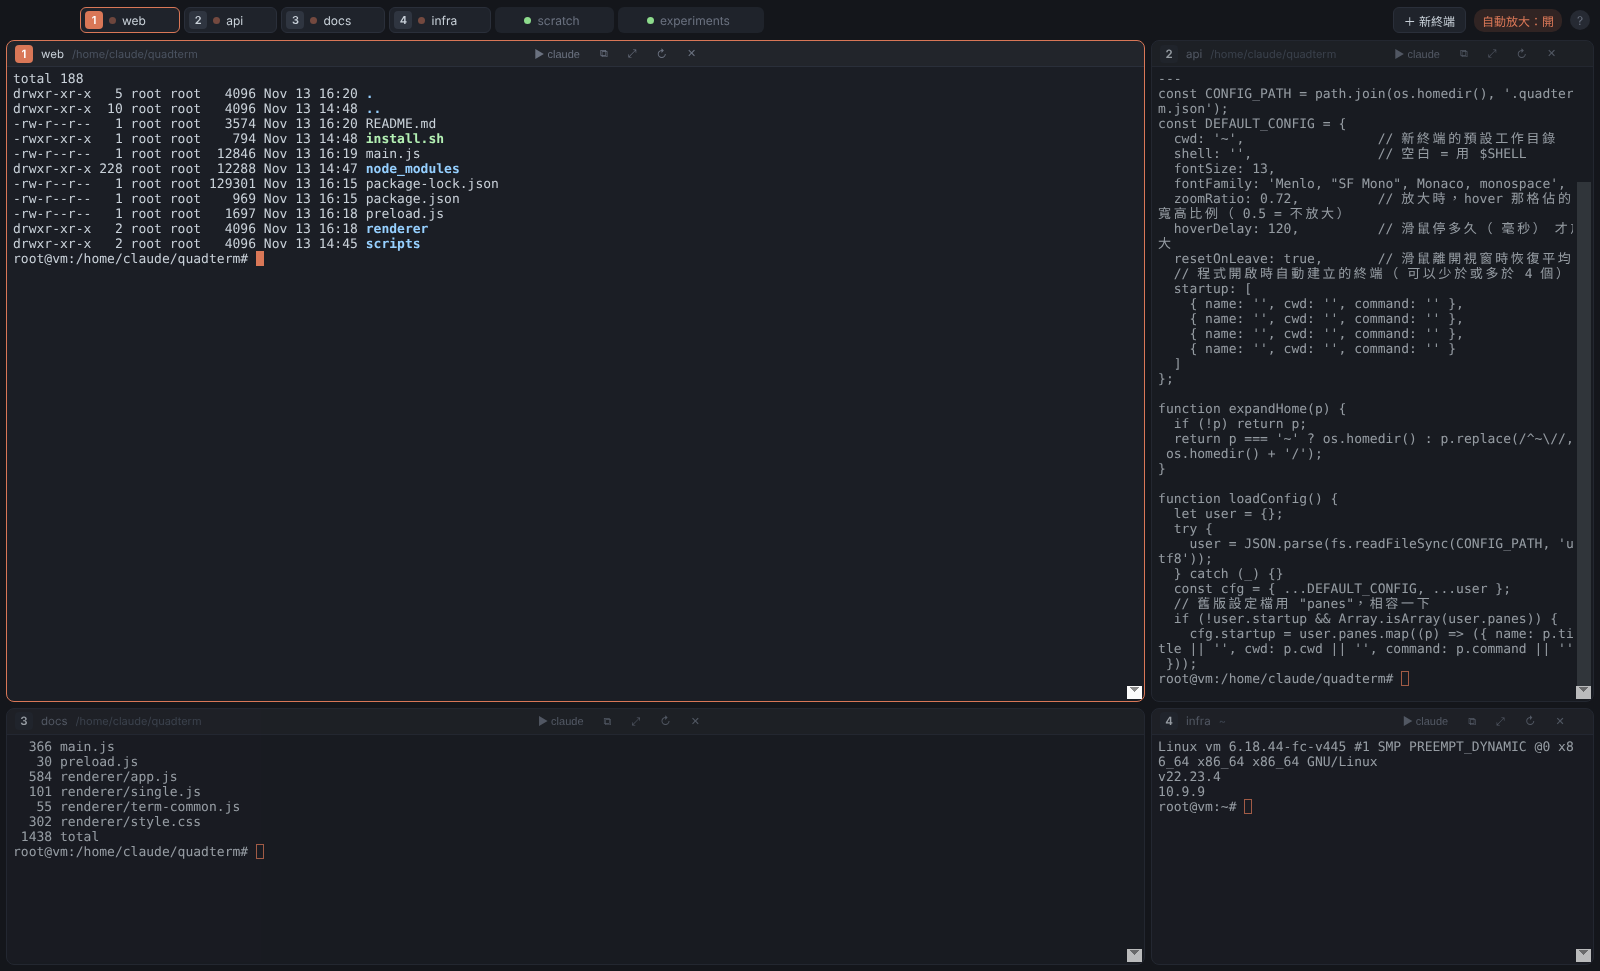 1 web 2 api 3 docs 4 infra scratch experiments + 新終端 自動放大：開 ?
1 web /home/claude/quadterm claude
total 188
drwxr-xr-x   5 root root   4096 Nov 13 16:20 .
drwxr-xr-x  10 root root   4096 Nov 13 14:48 ..
-rw-r--r--   1 root root   3574 Nov 13 16:20 README.md
-rwxr-xr-x   1 root root    794 Nov 13 14:48 install.sh
-rw-r--r--   1 root root  12846 Nov 13 16:19 main.js
drwxr-xr-x 228 root root  12288 Nov 13 14:47 node_modules
-rw-r--r--   1 root root 129301 Nov 13 16:15 package-lock.json
-rw-r--r--   1 root root    969 Nov 13 16:15 package.json
-rw-r--r--   1 root root   1697 Nov 13 16:18 preload.js
drwxr-xr-x   2 root root   4096 Nov 13 16:18 renderer
drwxr-xr-x   2 root root   4096 Nov 13 14:45 scripts
root@vm:/home/claude/quadterm#
2 api /home/claude/quadterm claude
---
const CONFIG_PATH = path.join(os.homedir(), '.quadter
m.json');
const DEFAULT_CONFIG = {
  cwd: '~',                 // 新終端的預設工作目錄
  shell: '',                // 空白 = 用 $SHELL
  fontSize: 13,
  fontFamily: 'Menlo, "SF Mono", Monaco, monospace',
  zoomRatio: 0.72,          // 放大時，hover 那格佔的
寬高比例（ 0.5 = 不放大）
  hoverDelay: 120,          // 滑鼠停多久（ 毫秒） 才
大
  resetOnLeave: true,       // 滑鼠離開視窗時恢復平均
  // 程式開啟時自動建立的終端（ 可以少於或多於 4 個）
  startup: [
    { name: '', cwd: '', command: '' },
    { name: '', cwd: '', command: '' },
    { name: '', cwd: '', command: '' },
    { name: '', cwd: '', command: '' }
  ]
};
function expandHome(p) {
  if (!p) return p;
  return p === '~' ? os.homedir() : p.replace(/^~\//,
 os.homedir() + '/');
}
function loadConfig() {
  let user = {};
  try {
    user = JSON.parse(fs.readFileSync(CONFIG_PATH, 'u
tf8'));
  } catch (_) {}
  const cfg = { ...DEFAULT_CONFIG, ...user };
  // 舊版設定檔用 "panes"，相容一下
  if (!user.startup && Array.isArray(user.panes)) {
    cfg.startup = user.panes.map((p) => ({ name: p.ti
tle || '', cwd: p.cwd || '', command: p.command || ''
 }));
root@vm:/home/claude/quadterm#
3 docs /home/claude/quadterm claude
  366 main.js
   30 preload.js
  584 renderer/app.js
  101 renderer/single.js
   55 renderer/term-common.js
  302 renderer/style.css
 1438 total
root@vm:/home/claude/quadterm#
4 infra ~ claude
Linux vm 6.18.44-fc-v445 #1 SMP PREEMPT_DYNAMIC @0 x8
6_64 x86_64 x86_64 GNU/Linux
v22.23.4
10.9.9
root@vm:~#